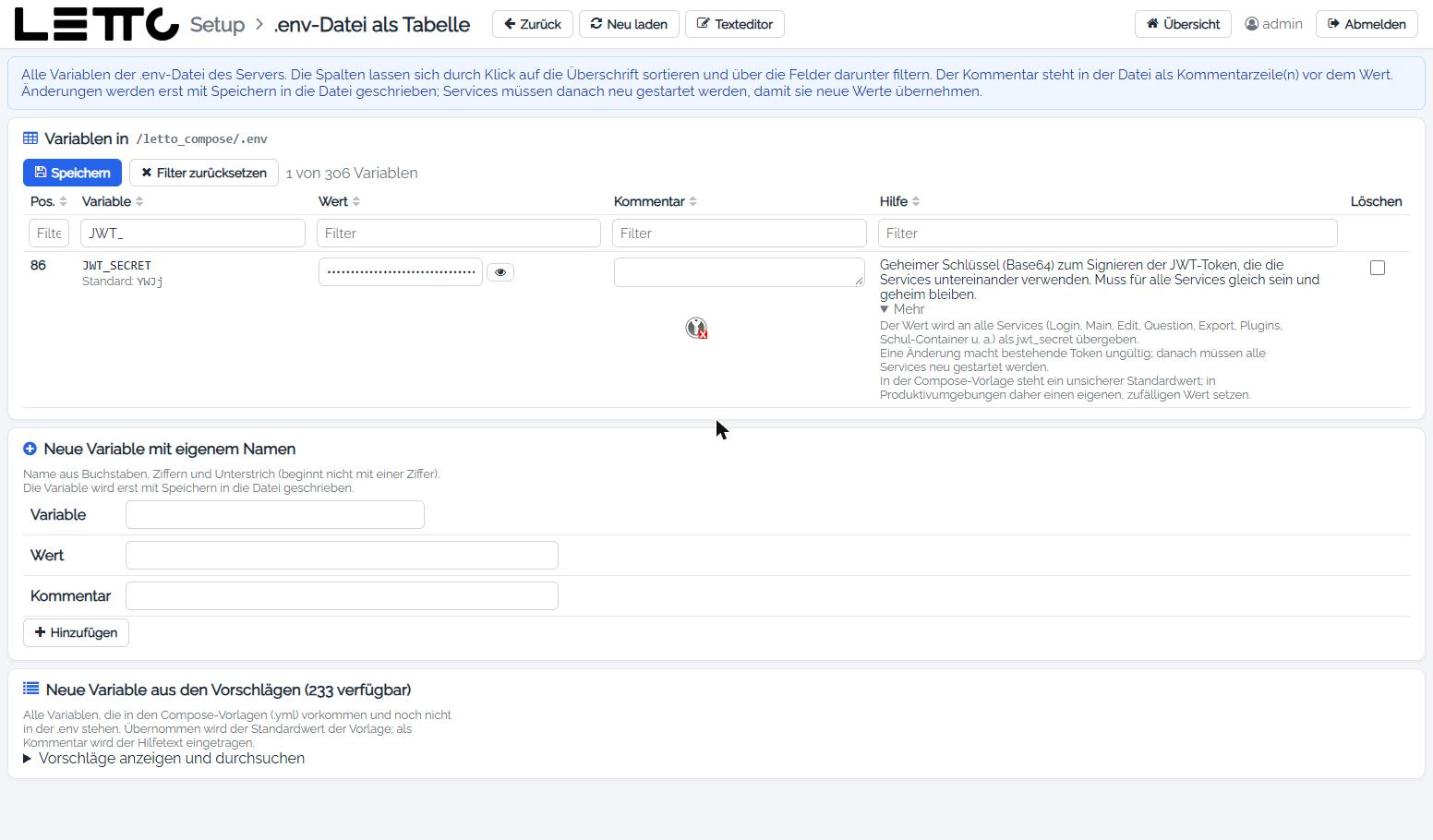 LETTO Setup > .env-Datei als Tabelle Zurück Neu laden Texteditor Übersicht admin Abmelden
Alle Variablen der .env-Datei des Servers. Die Spalten lassen sich durch Klick auf die Überschrift sortieren und über die Felder darunter filtern. Der Kommentar steht in der Datei als Kommentarzeile(n) vor dem Wert.
Änderungen werden erst mit Speichern in die Datei geschrieben; Services müssen danach neu gestartet werden, damit sie neue Werte übernehmen.
Variablen in /letto_compose/.env
Speichern Filter zurücksetzen 1 von 306 Variablen
Pos. Variable Wert Kommentar Hilfe Löschen
Filte JWT_ Filter Filter Filter
86 JWT_SECRET
Standard: YWJj
Geheimer Schlüssel (Base64) zum Signieren der JWT-Token, die die
Services untereinander verwenden. Muss für alle Services gleich sein und
geheim bleiben.
Mehr
Der Wert wird an alle Services (Login, Main, Edit, Question, Export, Plugins,
Schul-Container u. a.) als jwt_secret übergeben.
Eine Änderung macht bestehende Token ungültig; danach müssen alle
Services neu gestartet werden.
In der Compose-Vorlage steht ein unsicherer Standardwert; in
Produktivumgebungen daher einen eigenen, zufälligen Wert setzen.
Neue Variable mit eigenem Namen
Name aus Buchstaben, Ziffern und Unterstrich (beginnt nicht mit einer Ziffer).
Die Variable wird erst mit Speichern in die Datei geschrieben.
Variable
Wert
Kommentar
Hinzufügen
Neue Variable aus den Vorschlägen (233 verfügbar)
Alle Variablen, die in den Compose-Vorlagen (.yml) vorkommen und noch nicht
in der .env stehen. Übernommen wird der Standardwert der Vorlage; als
Kommentar wird der Hilfetext eingetragen.
Vorschläge anzeigen und durchsuchen